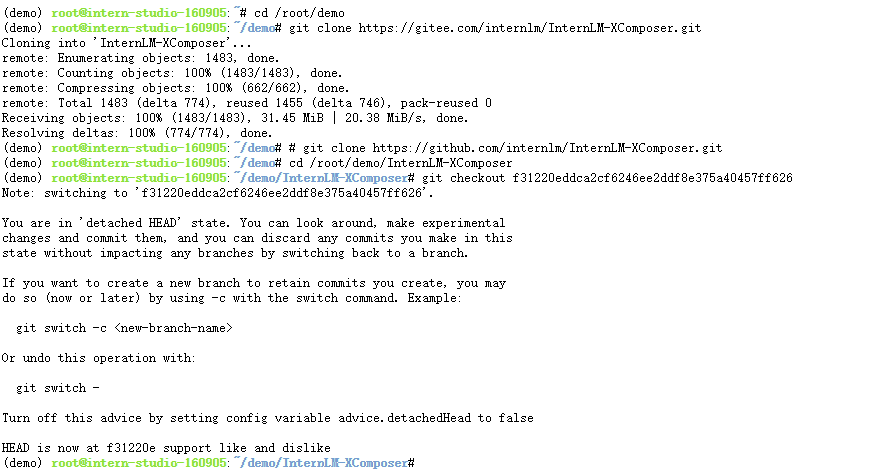 (demo) root@intern-studio-160905:~# cd /root/demo
(demo) root@intern-studio-160905:~/demo# git clone https://gitee.com/internlm/InternLM-XComposer.git
Cloning into 'InternLM-XComposer'...
remote: Enumerating objects: 1483, done.
remote: Counting objects: 100% (1483/1483), done.
remote: Compressing objects: 100% (662/662), done.
remote: Total 1483 (delta 774), reused 1455 (delta 746), pack-reused 0
Receiving objects: 100% (1483/1483), 31.45 MiB | 20.38 MiB/s, done.
Resolving deltas: 100% (774/774), done.
(demo) root@intern-studio-160905:~/demo# # git clone https://github.com/internlm/InternLM-XComposer.git
(demo) root@intern-studio-160905:~/demo# cd /root/demo/InternLM-XComposer
(demo) root@intern-studio-160905:~/demo/InternLM-XComposer# git checkout f31220eddca2cf6246ee2ddf8e375a40457ff626
Note: switching to 'f31220eddca2cf6246ee2ddf8e375a40457ff626'.

You are in 'detached HEAD' state. You can look around, make experimental
changes and commit them, and you can discard any commits you make in this
state without impacting any branches by switching back to a branch.

If you want to create a new branch to retain commits you create, you may
do so (now or later) by using -c with the switch command. Example:

  git switch -c <new-branch-name>

Or undo this operation with:

  git switch -

Turn off this advice by setting config variable advice.detachedHead to false

HEAD is now at f31220e support like and dislike
(demo) root@intern-studio-160905:~/demo/InternLM-XComposer#